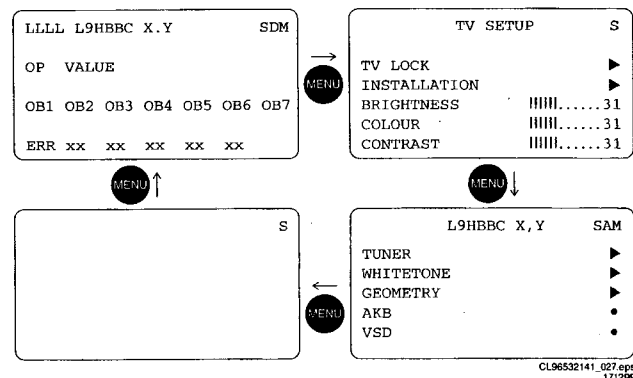 LLLL L9HBBC X.Y SDM
OP VALUE
OB1 OB2 OB3 OB4 OB5 OB6 OB7
ERR xx xx xx xx xx
MENU
TV SETUP S
TV LOCK
INSTALLATION
BRIGHTNESS ......31
COLOUR ......31
CONTRAST ......31
MENU
MENU
S
MENU
L9HBBC X,Y SAM
TUNER
WHITETONE
GEOMETRY
AKB
VSD
CL96532141_027.eps
171299